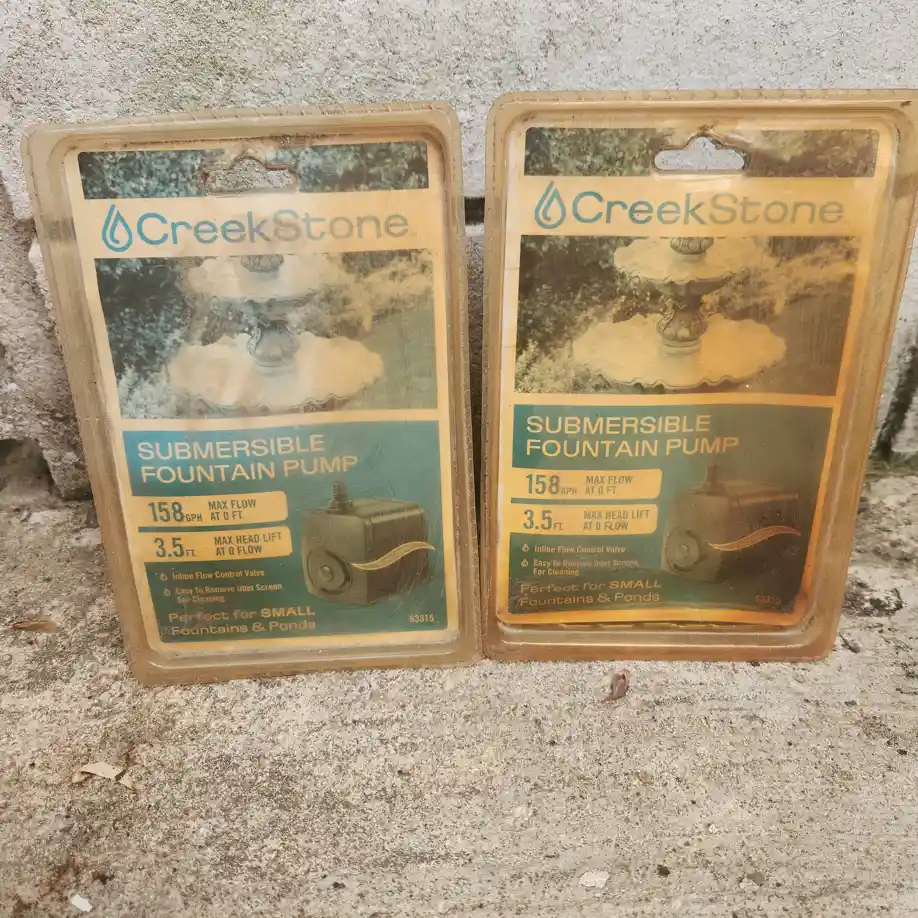 CreekStone
SUBMERSIBLE
FOUNTAIN PUMP
158 GPH MAX FLOW
AT 0 FT.
3.5 FT. MAX HEAD LIFT
AT 0 FLOW
Inline Flow Control Valve
Easy To Remove Inlet Screen
For Cleaning
Perfect for SMALL
Fountains & Ponds
63315
CreekStone
SUBMERSIBLE
FOUNTAIN PUMP
158 GPH MAX FLOW
AT 0 FT.
3.5 FT. MAX HEAD LIFT
AT 0 FLOW
Inline Flow Control Valve
Easy To Remove Inlet Screen
For Cleaning
Perfect for SMALL
Fountains & Ponds
63315